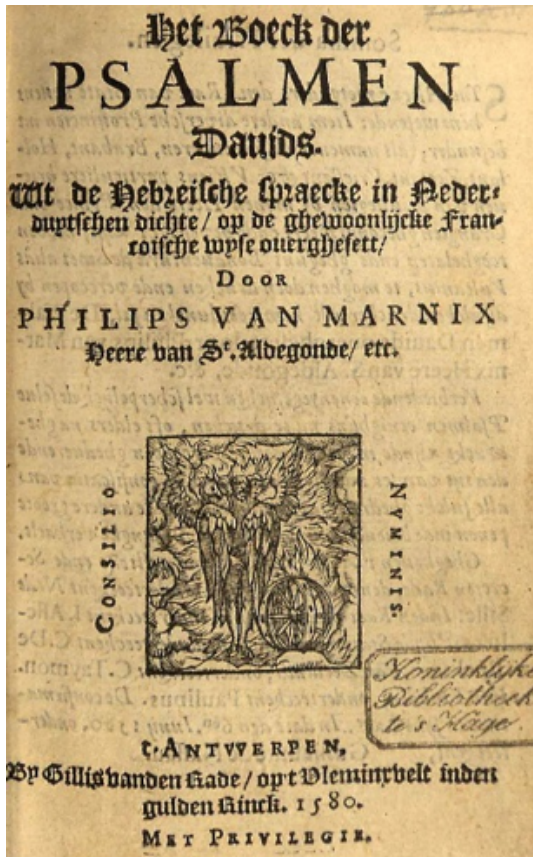 Het Boeck der
PSALMEN
Dauids.
Wt de Hebreische spraecke in Neder-
duytschen dichte / op de ghewoonlijcke Fran-
coische wyse ouerghesett /
DOOR
PHILIPS VAN MARNIX
Heere van St. Aldegonde / etc.
CONSILIO
NVMINIS
Koninklijke
Bibliotheek
te's Hage.
t'ANTVVERPEN,
By Gillis vanden Rade / op t Vleminxvelt inden
gulden Rinck. 1580.
MET PRIVILEGIE.